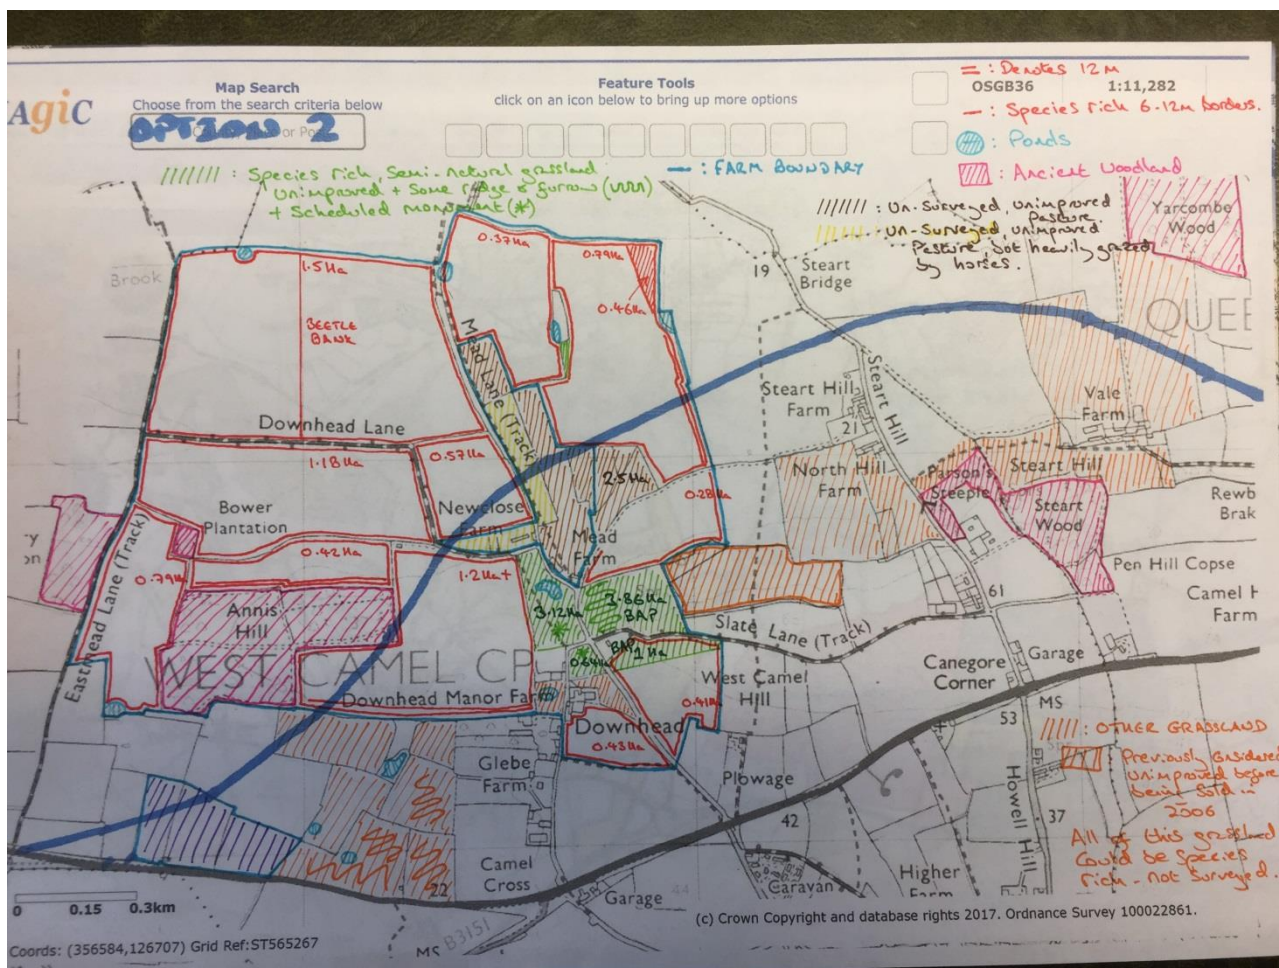 MAgiC
Map Search
Choose from the search criteria below
OPTION 2
Feature Tools
click on an icon below to bring up more options
= : Denotes 12m
OSGB36 1:11,282
– : Species rich 6-12m borders.
: Ponds
: Ancient Woodland
: Species rich, Semi-natural grassland
Unimproved + Some ridge & furrow
+ Scheduled monument (*)
– : FARM BOUNDARY
: Un-Surveyed, Unimproved
Pasture.
: Un-Surveyed, unimproved
Pasture, but heavily grazed
by horses.
Yarcombe
Wood
Brook
1.5Ha
BEETLE
BANK
0.37Ha
0.79Ha
0.46Ha
19
Steart
Bridge
QUEE
Mead Lane (Track)
Steart Hill
Steart Hill
Farm
21
Vale
Farm
Downhead Lane
1.18Ha
0.57Ha
2.5Ha
0.28Ha
North Hill
Farm
Parson's
Steeple
Steart Hill
Steart
Wood
Rewb
Brak
Bower
Plantation
Newclose
Farm
Mead
Farm
0.42Ha
0.79Ha
1.2Ha+
Pen Hill Copse
Camel H
Farm
Eastmead Lane (Track)
Annis
Hill
3.12Ha
3.86Ha
BAP
61
Slate Lane (Track)
BAP
1Ha
0.64Ha
WEST CAMEL CP
Downhead Manor Farm
West Camel
Hill
0.41Ha
Canegore
Corner
Garage
MS
53
Downhead
0.43Ha
Glebe
Farm
Plowage
42
Howell Hill
37
: OTHER GRASSLAND
: Previously considered
Unimproved before
being sold in
2006
All of this grassland
Could be Species
rich - not Surveyed.
Camel
Cross
22
Garage
Caravan
Higher
Farm
44
0 0.15 0.3km
(c) Crown Copyright and database rights 2017. Ordnance Survey 100022861.
Coords: (356584,126707) Grid Ref:ST565267
MS
B3151